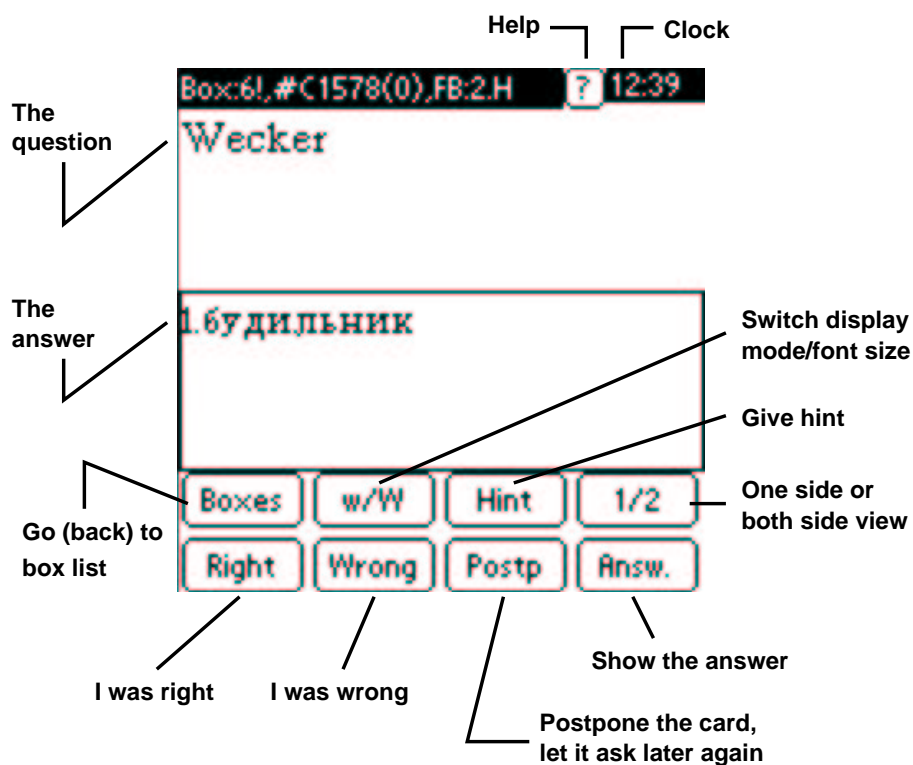 Help
Clock
Box:6!,#C1578(0),FB:2.H ? 12:39
The
question
Wecker
The
answer
1.будильник
Switch display
mode/font size
Give hint
One side or
both side view
Boxes w/W Hint 1/2
Go (back) to
box list
Right Wrong Postp Answ.
I was right
I was wrong
Show the answer
Postpone the card,
let it ask later again